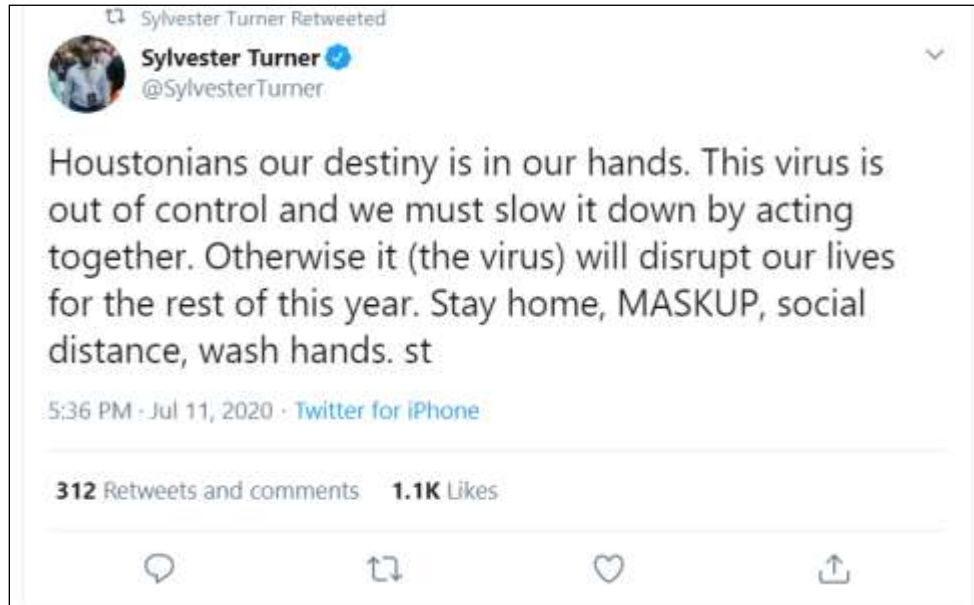 Sylvester Turner Retweeted
Sylvester Turner
@SylvesterTurner
Houstonians our destiny is in our hands. This virus is
out of control and we must slow it down by acting
together. Otherwise it (the virus) will disrupt our lives
for the rest of this year. Stay home, MASKUP, social
distance, wash hands. st
5:36 PM · Jul 11, 2020 · Twitter for iPhone
312 Retweets and comments 1.1K Likes